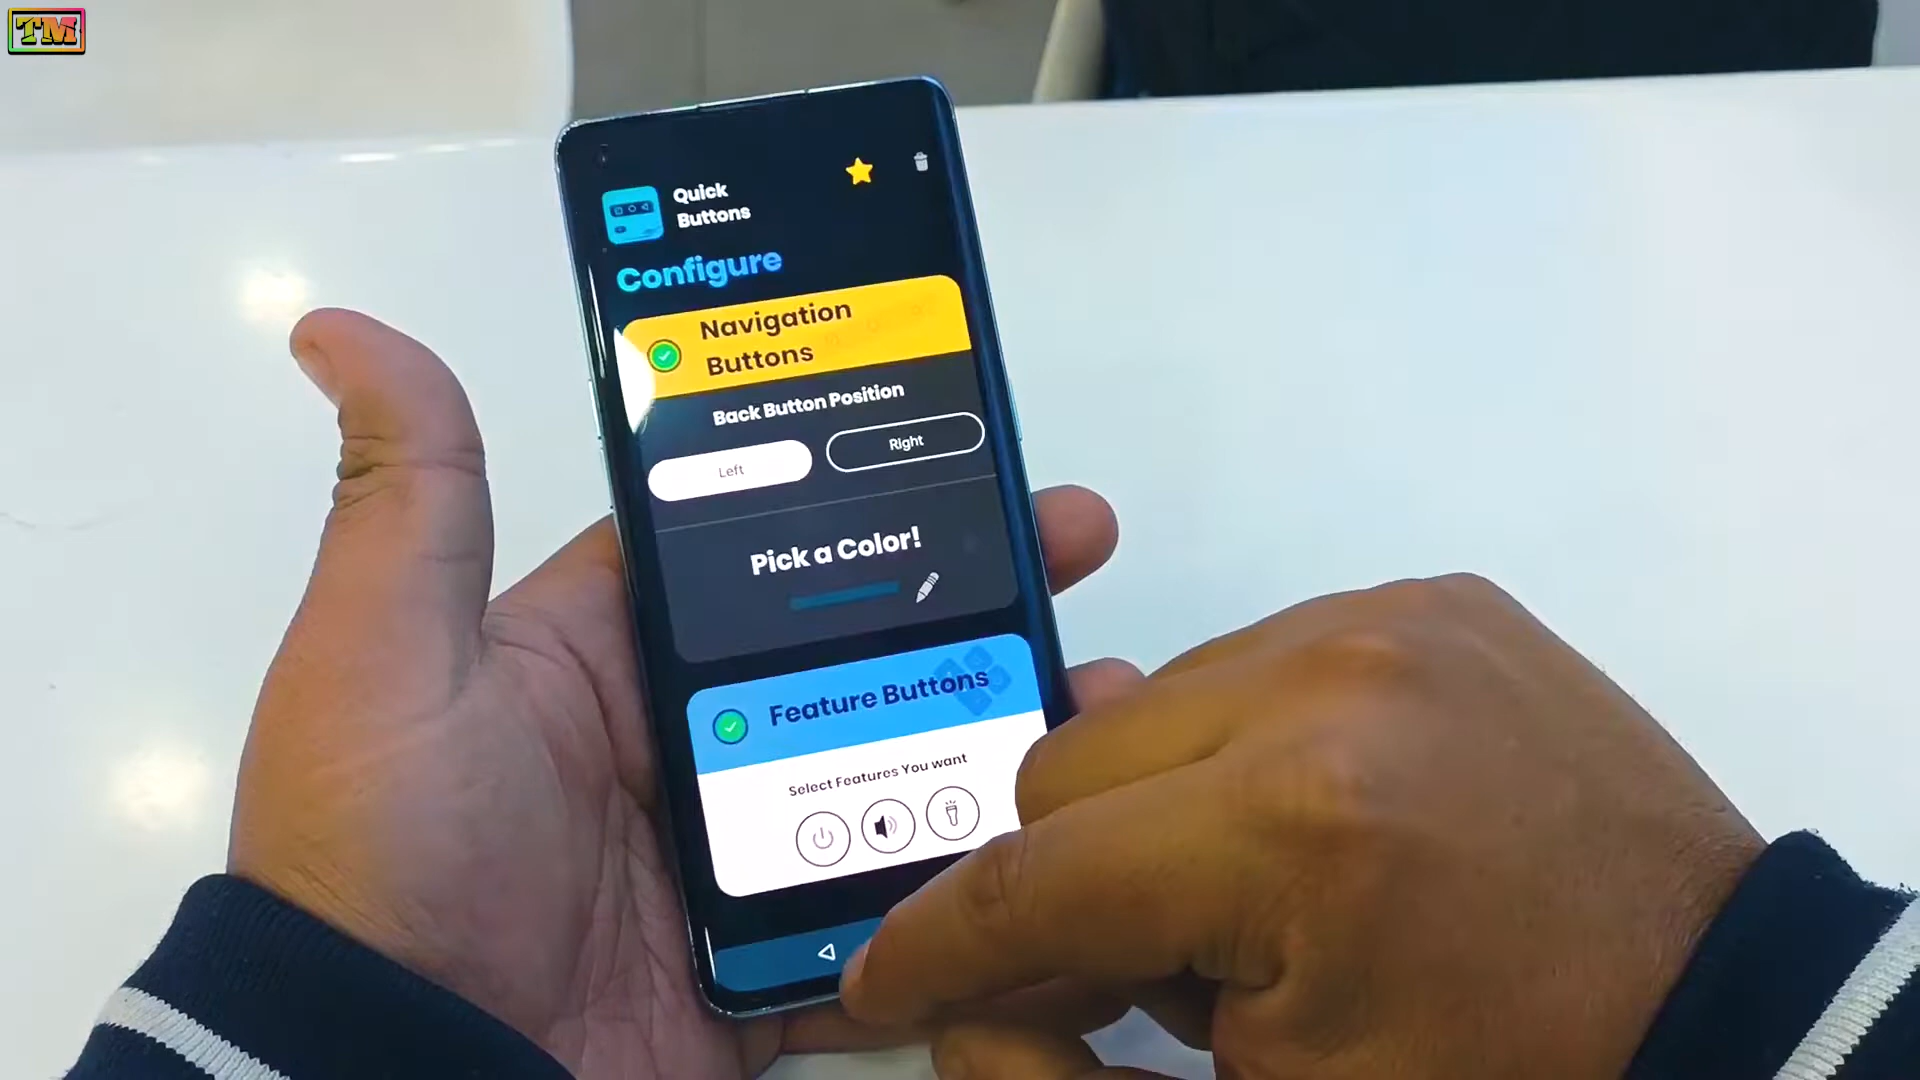 TM
Quick
Buttons
Configure
Navigation
Buttons
Back Button Position
Left
Right
Pick a Color!
Feature Buttons
Select Features You want